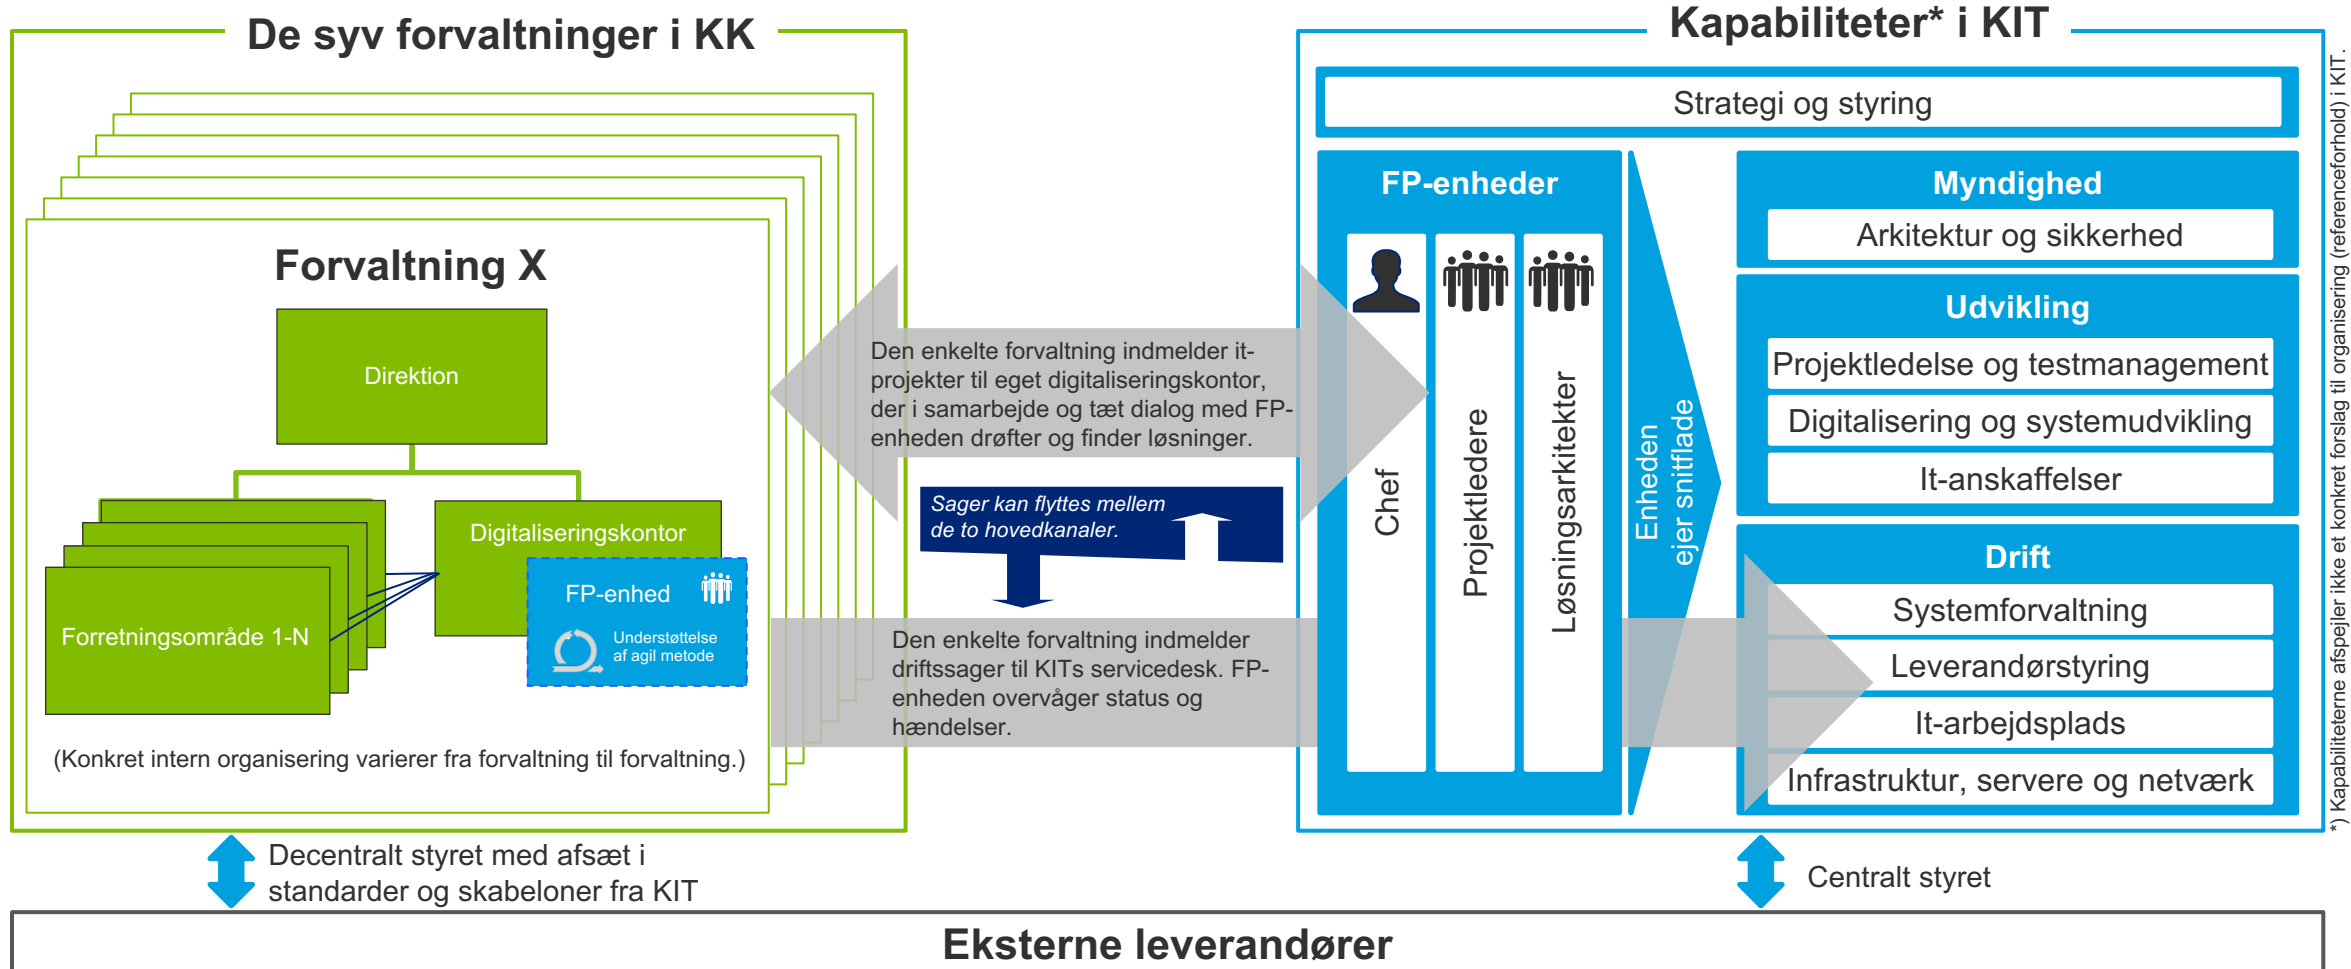 De syv forvaltninger i KK
Forvaltning X
Direktion
Digitaliseringskontor
FP-enhed
Understøttelse
af agil metode
Forretningsområde 1-N
(Konkret intern organisering varierer fra forvaltning til forvaltning.)
Den enkelte forvaltning indmelder it-
projekter til eget digitaliseringskontor,
der i samarbejde og tæt dialog med FP-
enheden drøfter og finder løsninger.
Sager kan flyttes mellem
de to hovedkanaler.
Den enkelte forvaltning indmelder
driftssager til KITs servicedesk. FP-
enheden overvåger status og
hændelser.
Kapabiliteter* i KIT
Strategi og styring
FP-enheder
Chef
Projektledere
Løsningsarkitekter
Enheden
ejer snitflade
Myndighed
Arkitektur og sikkerhed
Udvikling
Projektledelse og testmanagement
Digitalisering og systemudvikling
It-anskaffelser
Drift
Systemforvaltning
Leverandørstyring
It-arbejdsplads
Infrastruktur, servere og netværk
*) Kapabiliteterne afspejler ikke et konkret forslag til organisering (referenceforhold) i KIT.
Decentralt styret med afsæt i
standarder og skabeloner fra KIT
Centralt styret
Eksterne leverandører